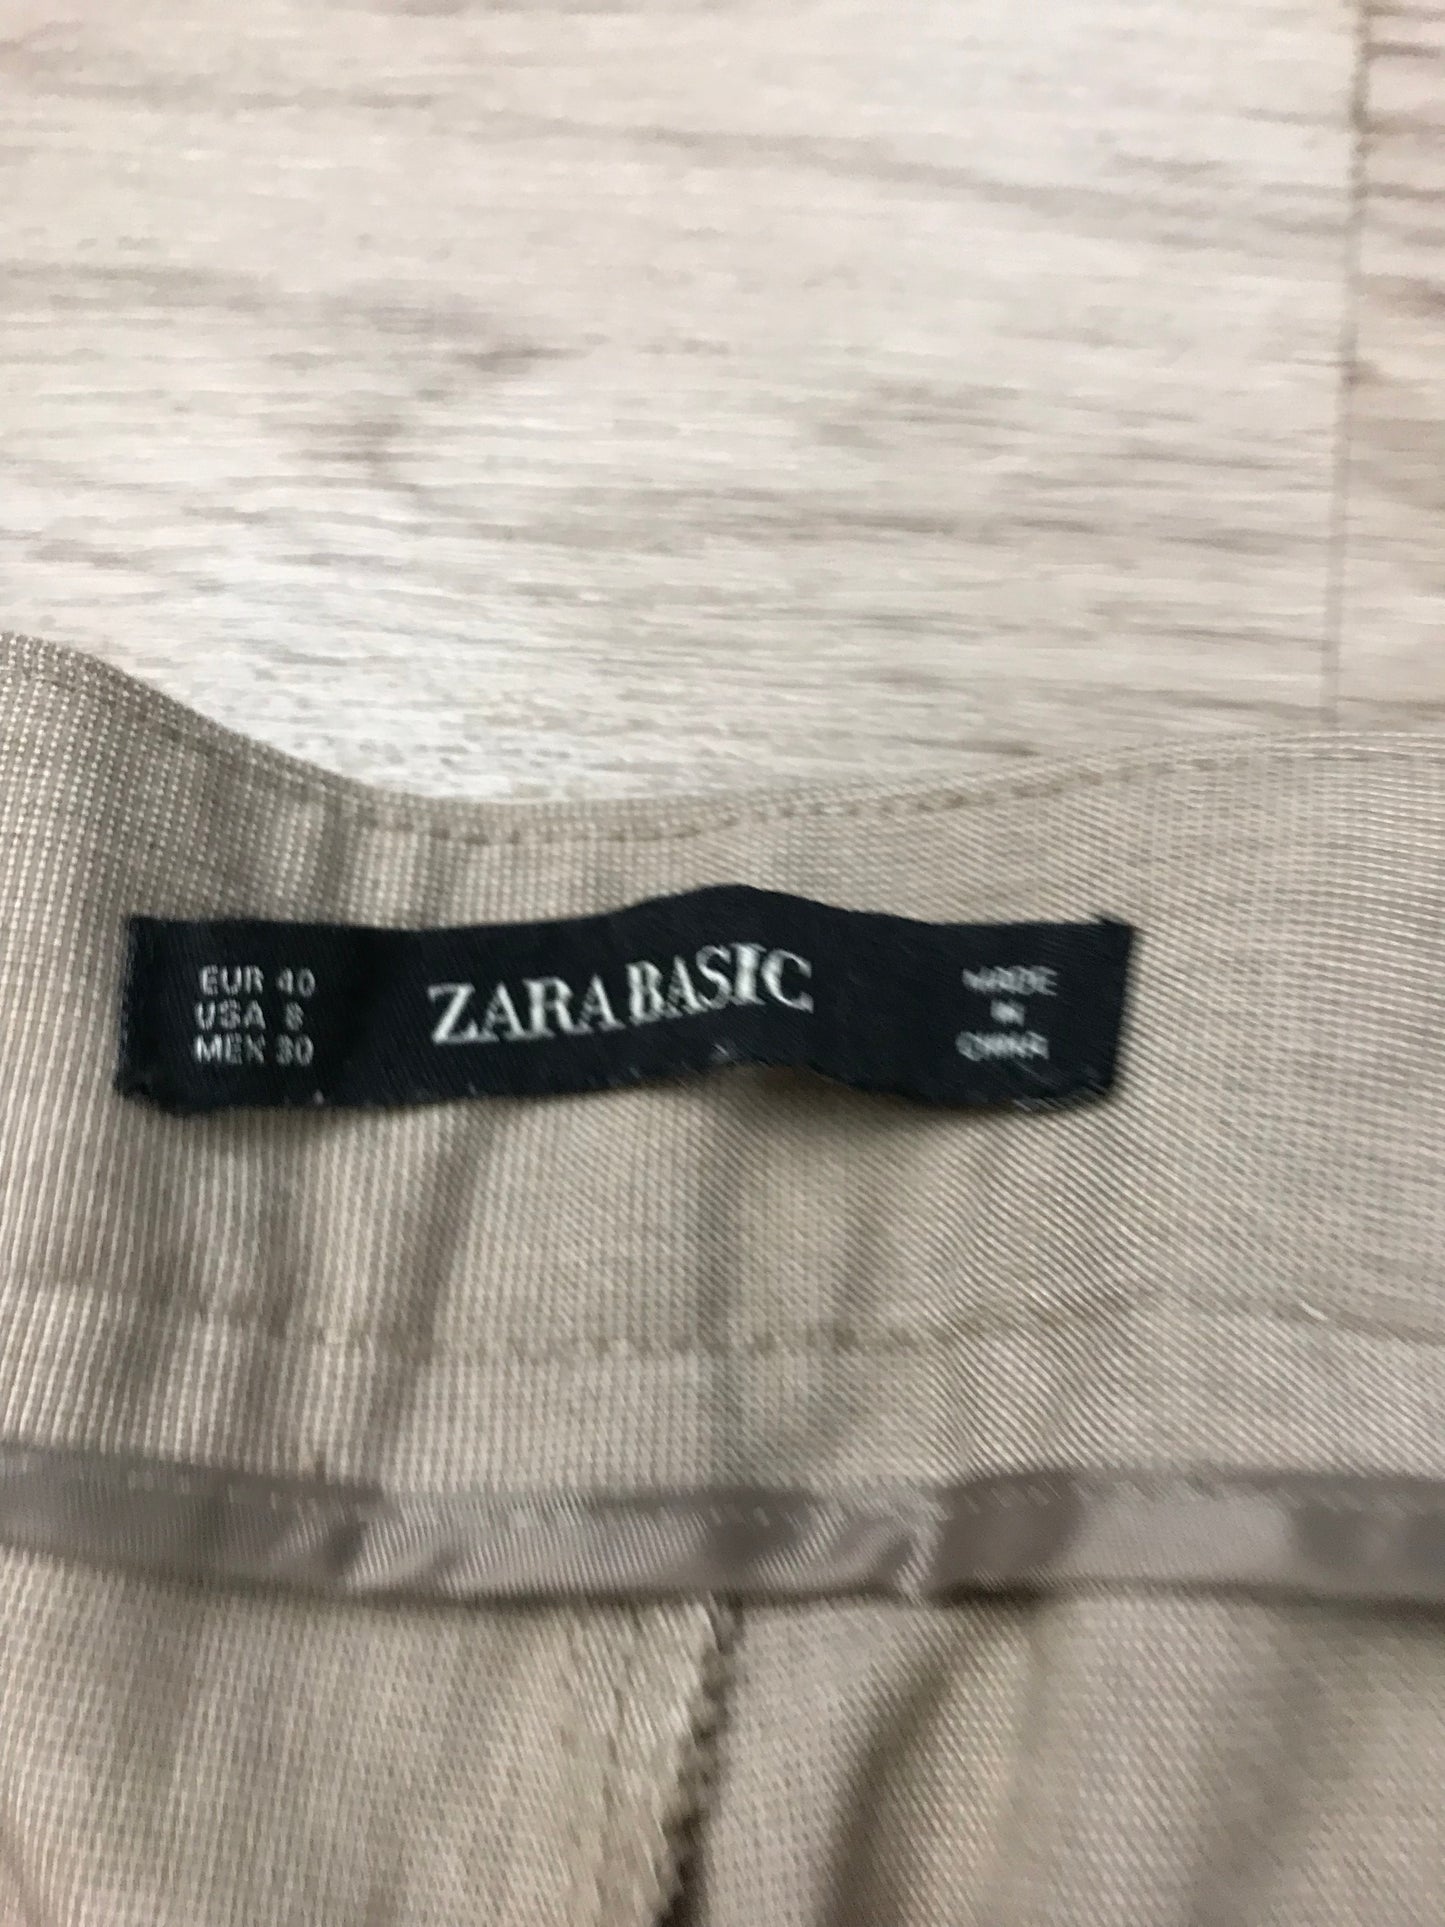 EUR 40
USA 8
MEX 30
ZARA BASIC
MADE
IN
CHINA